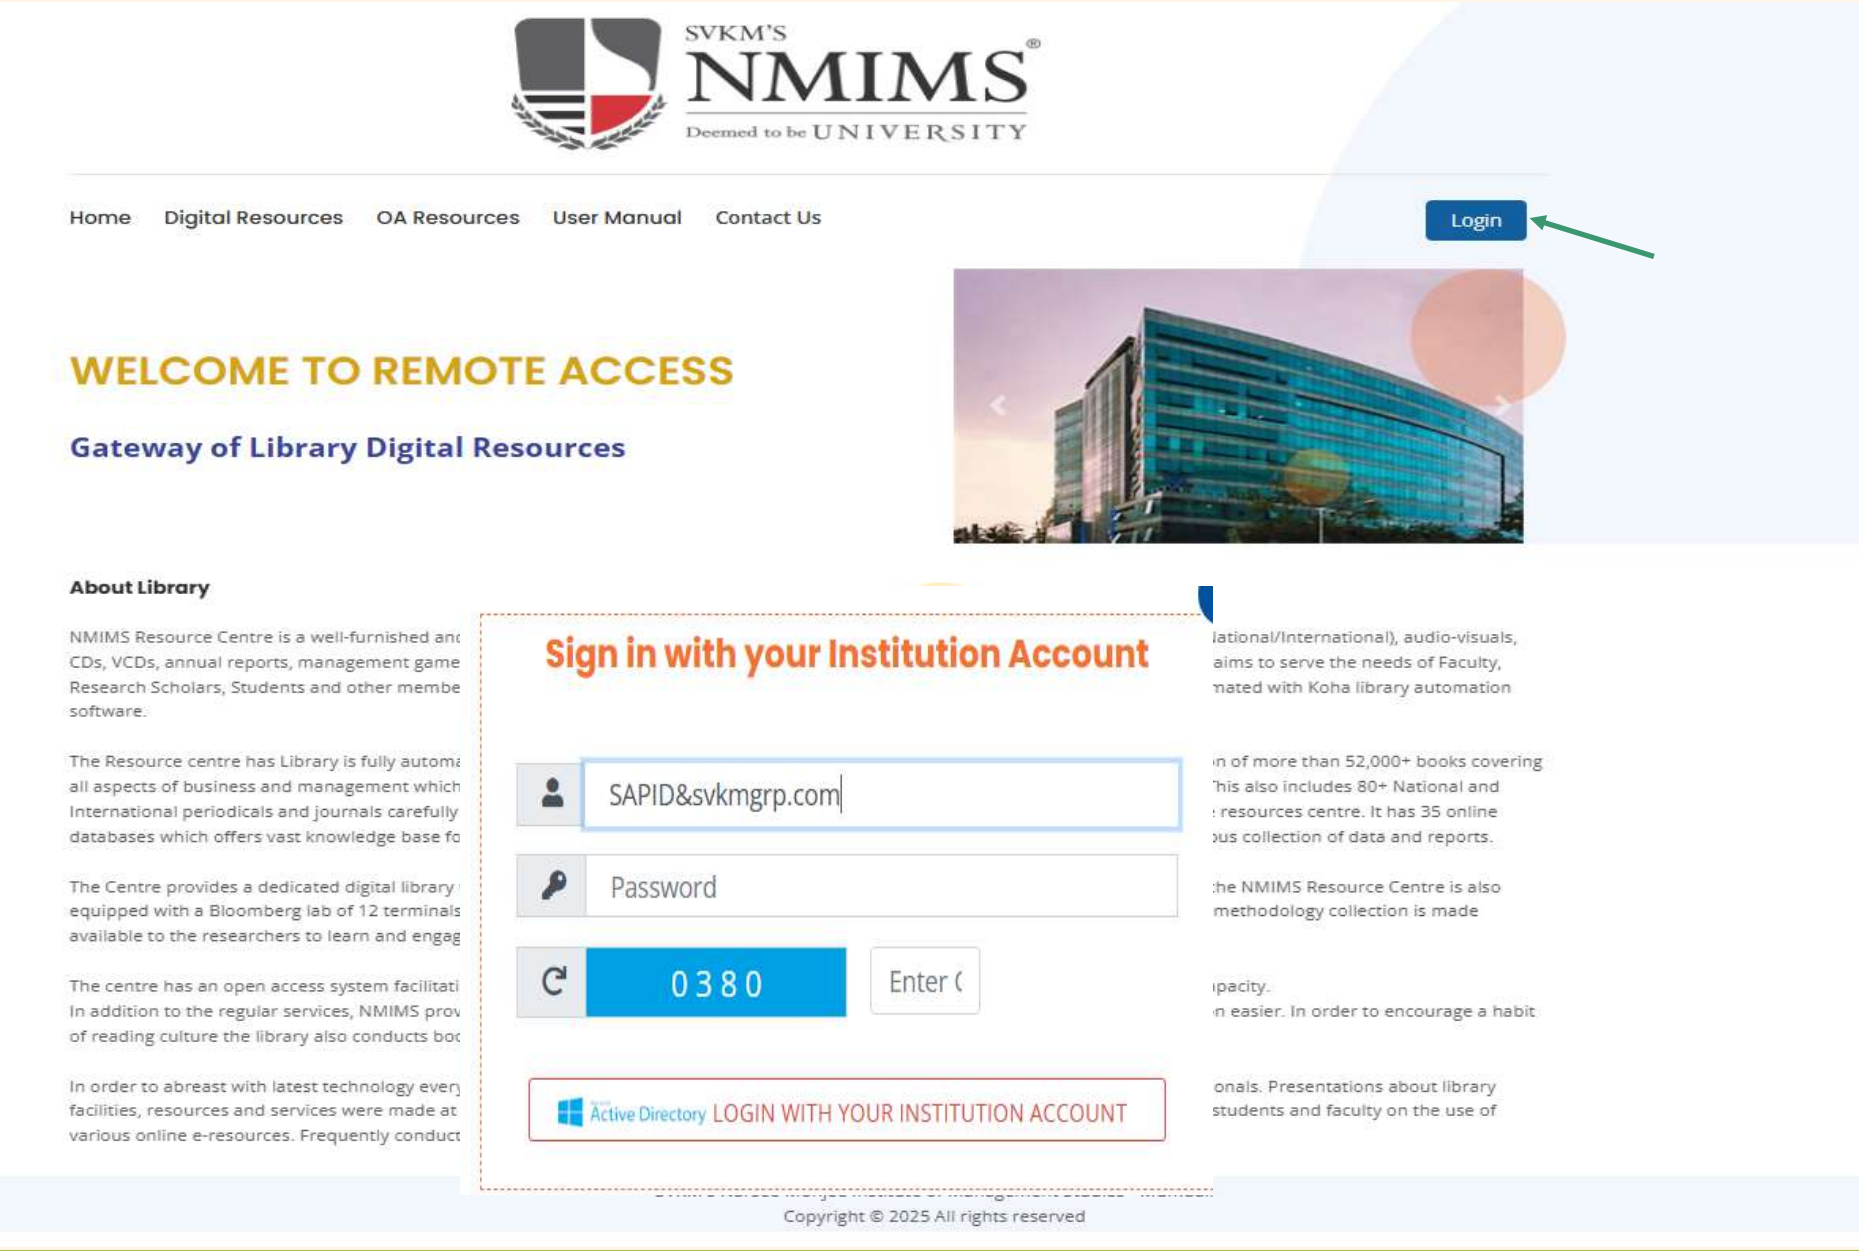 SVKM'S
NMIMS®
Deemed to be UNIVERSITY
Home Digital Resources OA Resources User Manual Contact Us Login
WELCOME TO REMOTE ACCESS
Gateway of Library Digital Resources
About Library
NMIMS Resource Centre is a well-furnished and
CDs, VCDs, annual reports, management game
Research Scholars, Students and other membe
software.
The Resource centre has Library is fully automa
all aspects of business and management which
International periodicals and journals carefully
databases which offers vast knowledge base fo
The Centre provides a dedicated digital library
equipped with a Bloomberg lab of 12 terminals
available to the researchers to learn and engag
The centre has an open access system facilitati
In addition to the regular services, NMIMS prov
of reading culture the library also conducts boo
In order to abreast with latest technology every
facilities, resources and services were made at
various online e-resources. Frequently conduct
Sign in with your Institution Account
SAPID&svkmgrp.com
Password
0380 Enter C
Active Directory LOGIN WITH YOUR INSTITUTION ACCOUNT
National/International), audio-visuals,
aims to serve the needs of Faculty,
mated with Koha library automation
n of more than 52,000+ books covering
This also includes 80+ National and
resources centre. It has 35 online
ous collection of data and reports.
the NMIMS Resource Centre is also
methodology collection is made
apacity.
n easier. In order to encourage a habit
onals. Presentations about library
students and faculty on the use of
Copyright © 2025 All rights reserved